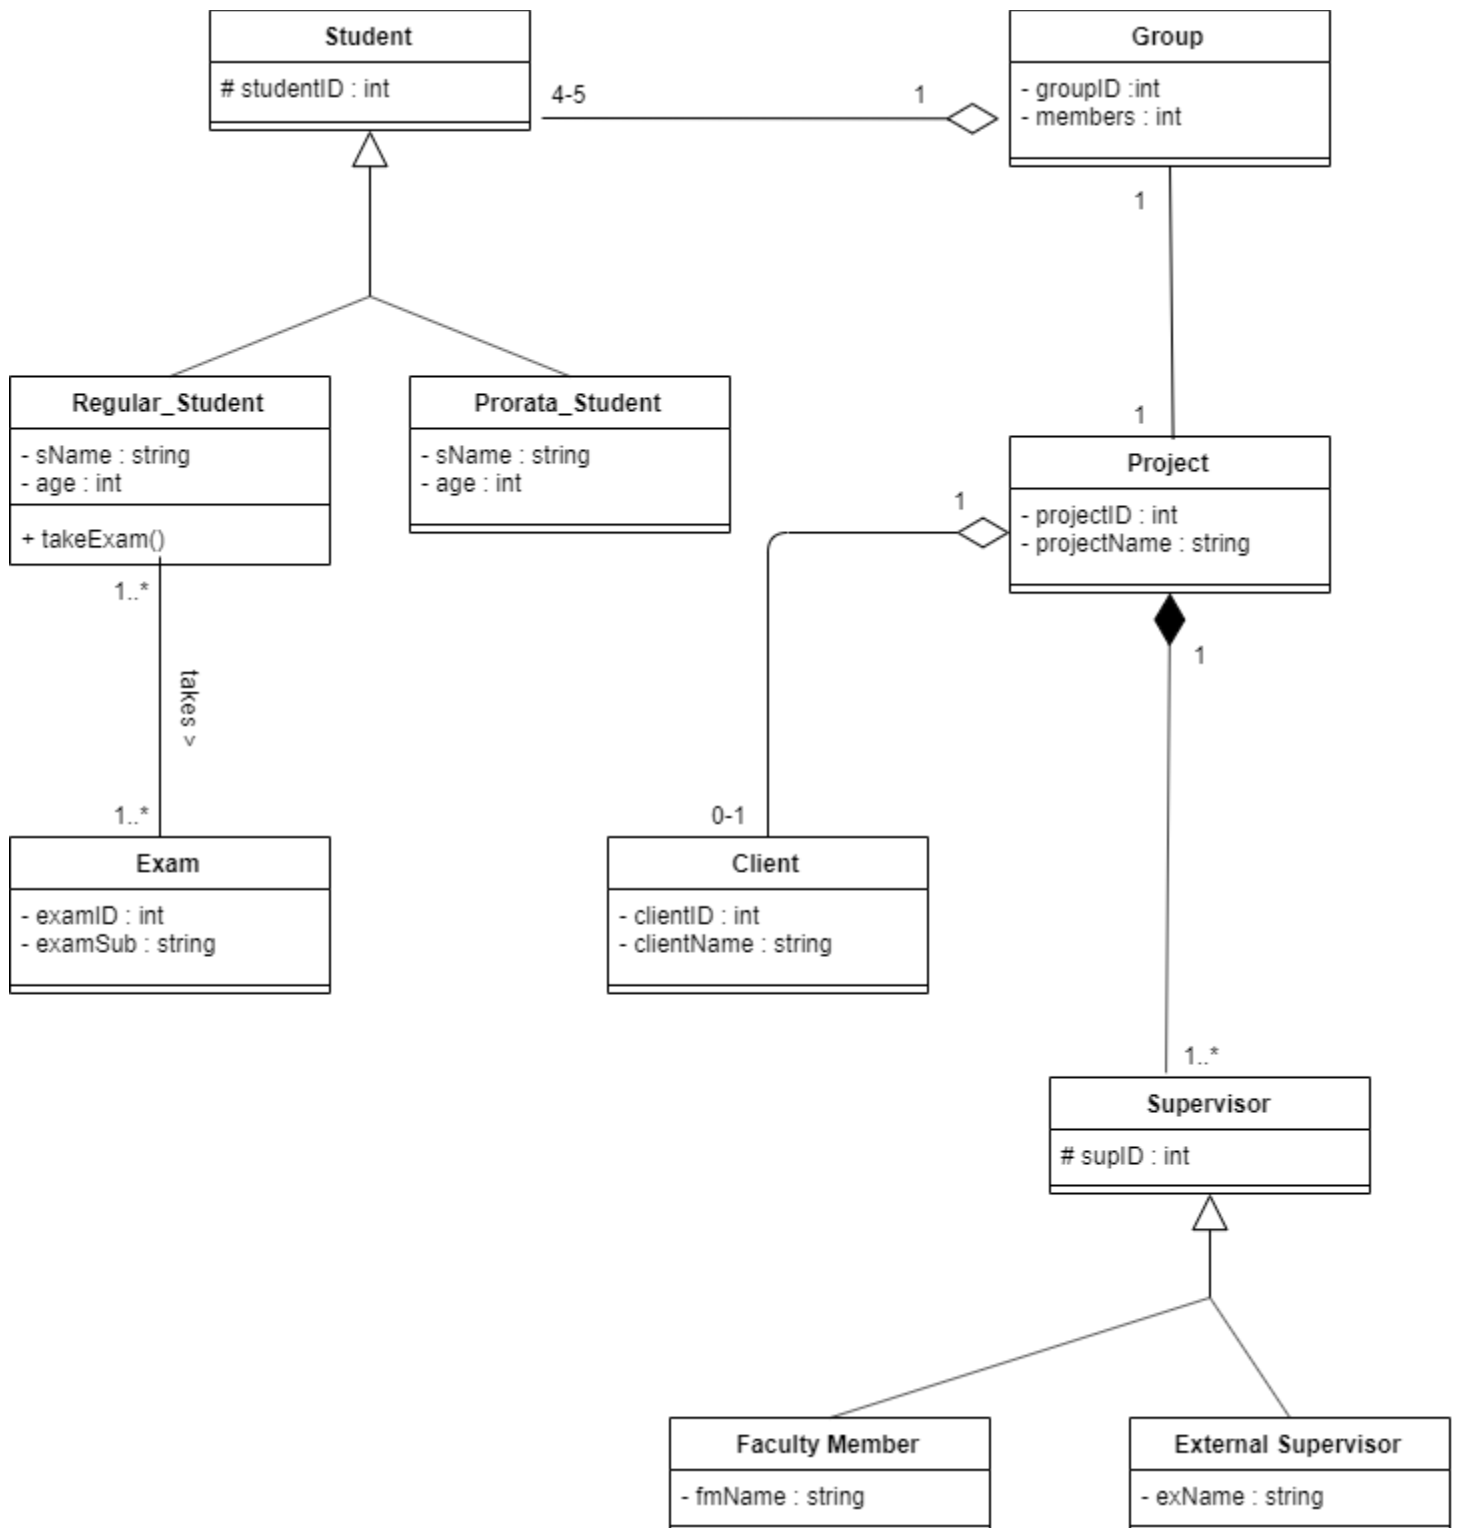 Student
# studentID : int
4-5
1
Group
- groupID :int
- members : int
1
1
Regular_Student
- sName : string
- age : int
+ takeExam()
Prorata_Student
- sName : string
- age : int
Project
- projectID : int
- projectName : string
1
1
1..*
takes >
1..*
0-1
Exam
- examID : int
- examSub : string
Client
- clientID : int
- clientName : string
1..*
Supervisor
# supID : int
Faculty Member
- fmName : string
External Supervisor
- exName : string